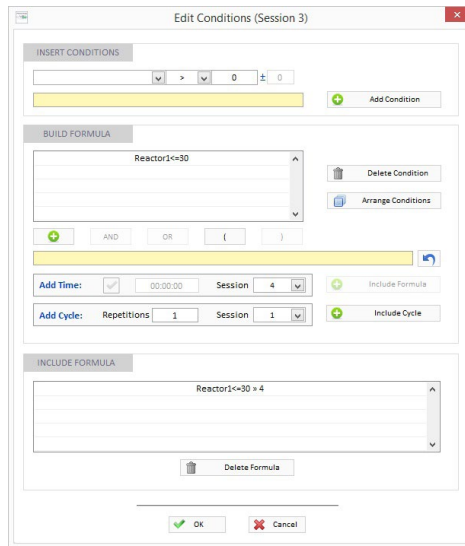 Edit Conditions (Session 3)
INSERT CONDITIONS
> 0 ± 0
Add Condition
BUILD FORMULA
Reactor1<=30
Delete Condition
Arrange Conditions
AND OR ( )
Add Time: 00:00:00 Session 4 Include Formula
Add Cycle: Repetitions 1 Session 1 Include Cycle
INCLUDE FORMULA
Reactor1<=30 » 4
Delete Formula
OK Cancel